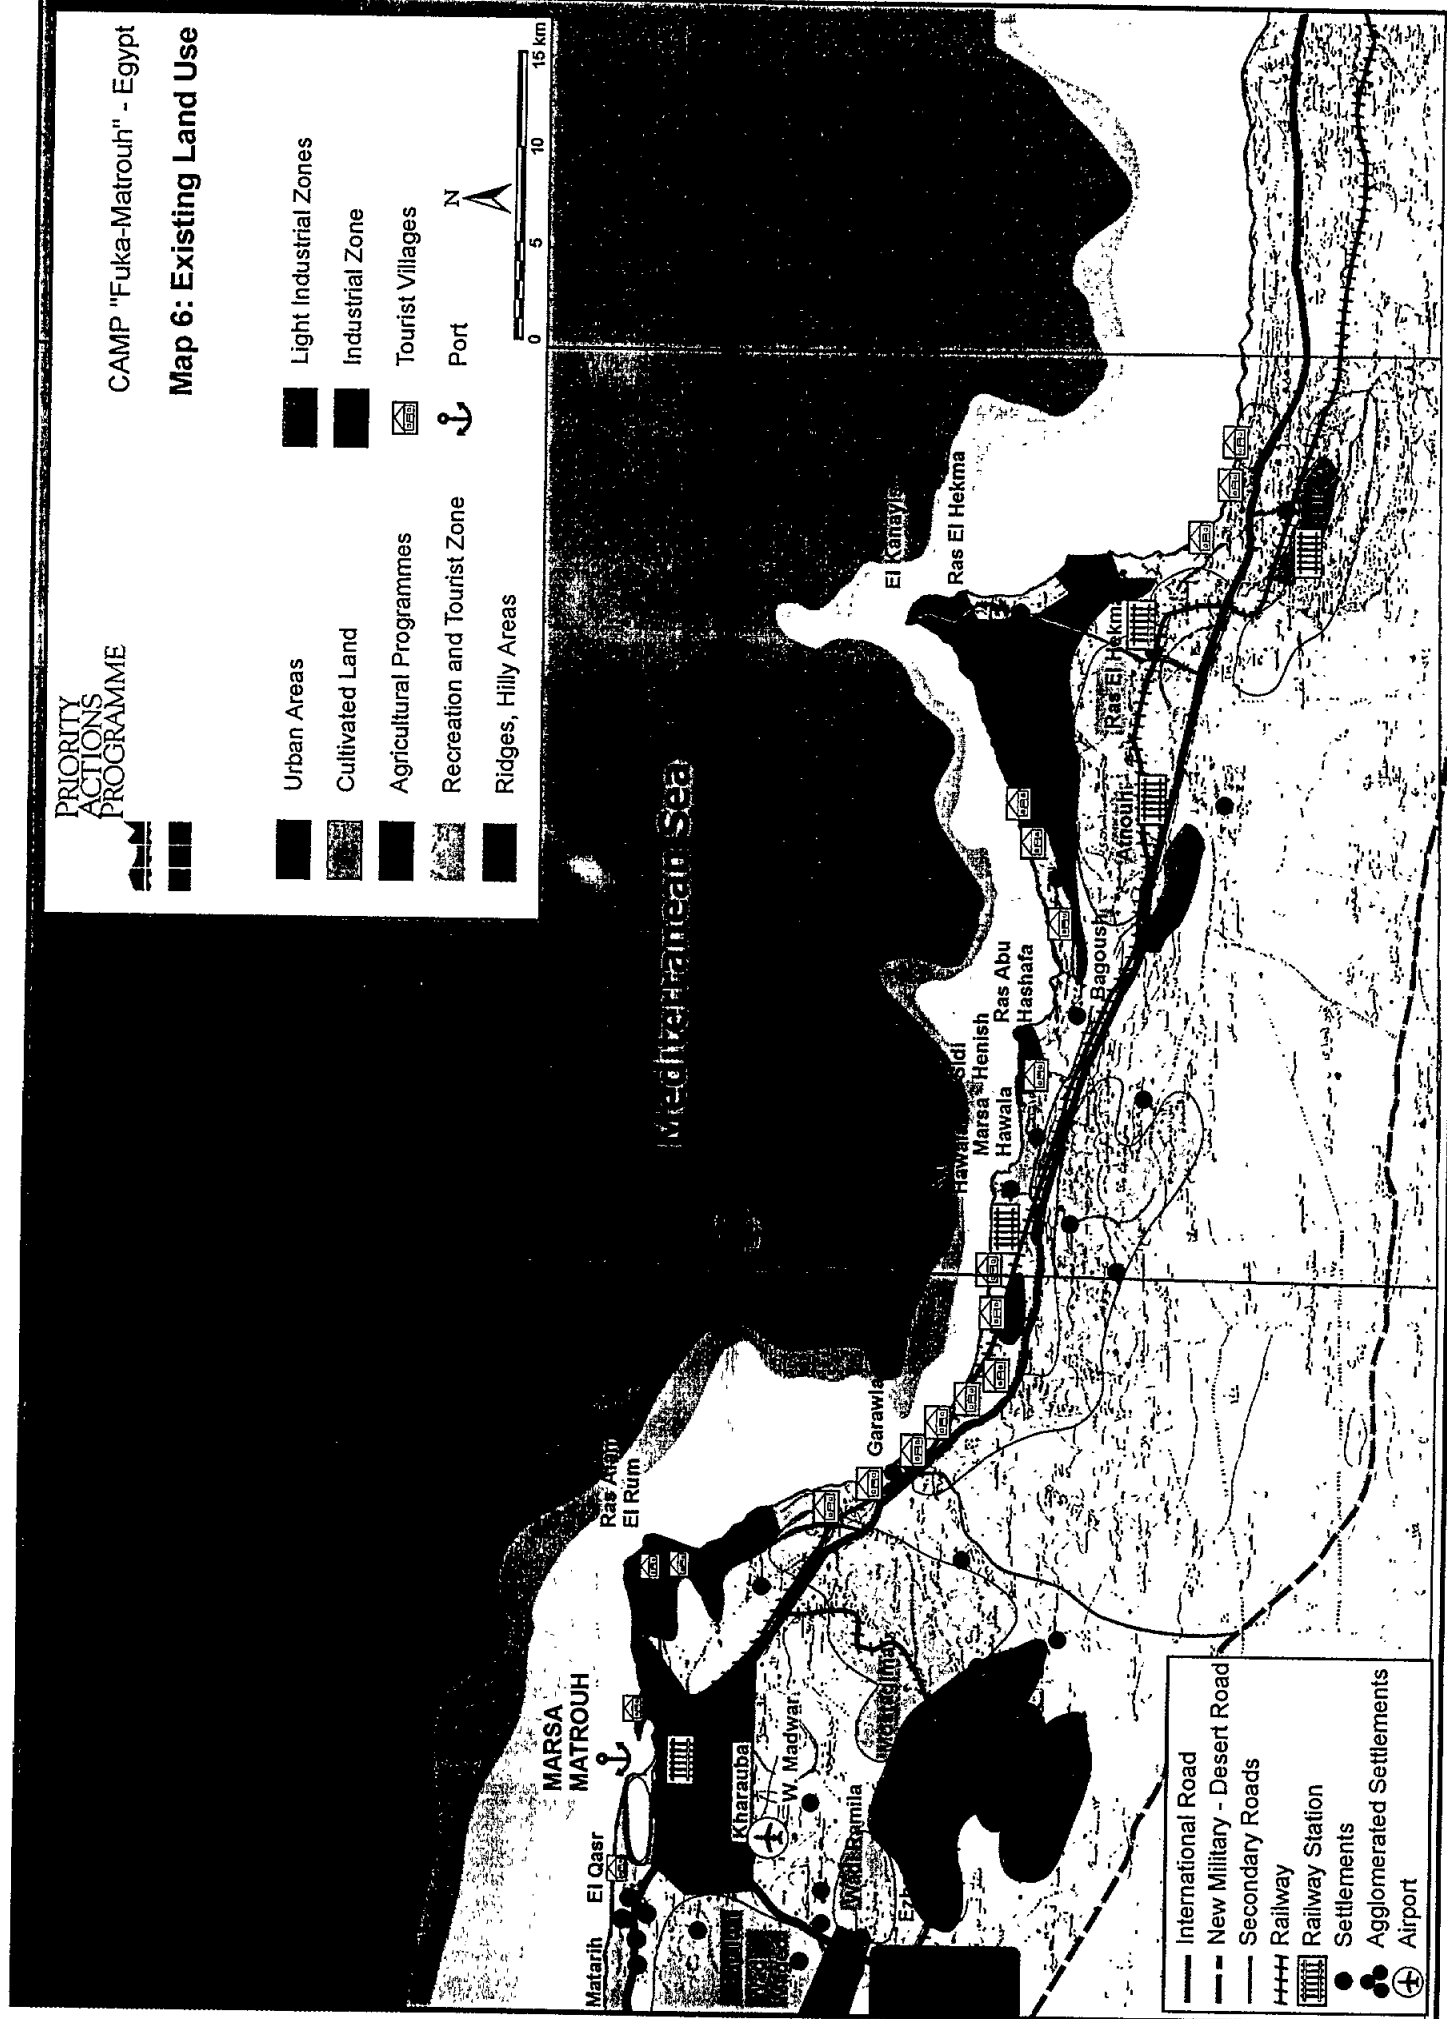 PRIORITY
ACTIONS
PROGRAMME
CAMP "Fuka-Matrouh" - Egypt
Map 6: Existing Land Use
Urban Areas
Cultivated Land
Agricultural Programmes
Recreation and Tourist Zone
Ridges, Hilly Areas
Light Industrial Zones
Industrial Zone
Tourist Villages
Port
N
0 5 10 15 km
Mediterranean Sea
Matarih
El Qasr
MARSA
MATROUH
Kharauba
W. Madwar
Wadi Ramila
Ras Alam
El Rum
Garawla
Marsa
Hawala
Sidi
Henish
Ras Abu
Hashafa
Bagoush
Ras El Hekma
El Kanayis
Ras El Hekma
International Road
New Military - Desert Road
Secondary Roads
Railway
Railway Station
Settlements
Agglomerated Settlements
Airport